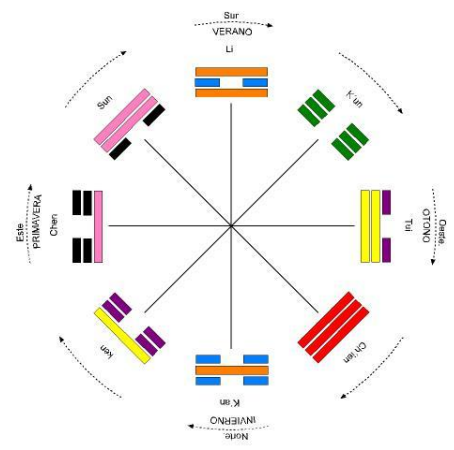 Sur
VERANO
Li
K'un
Oeste
OTOÑO
Tui
Ch'ien
K'an
INVIERNO
Norte.
ken
Este
PRIMAVERA
Chen
Sun